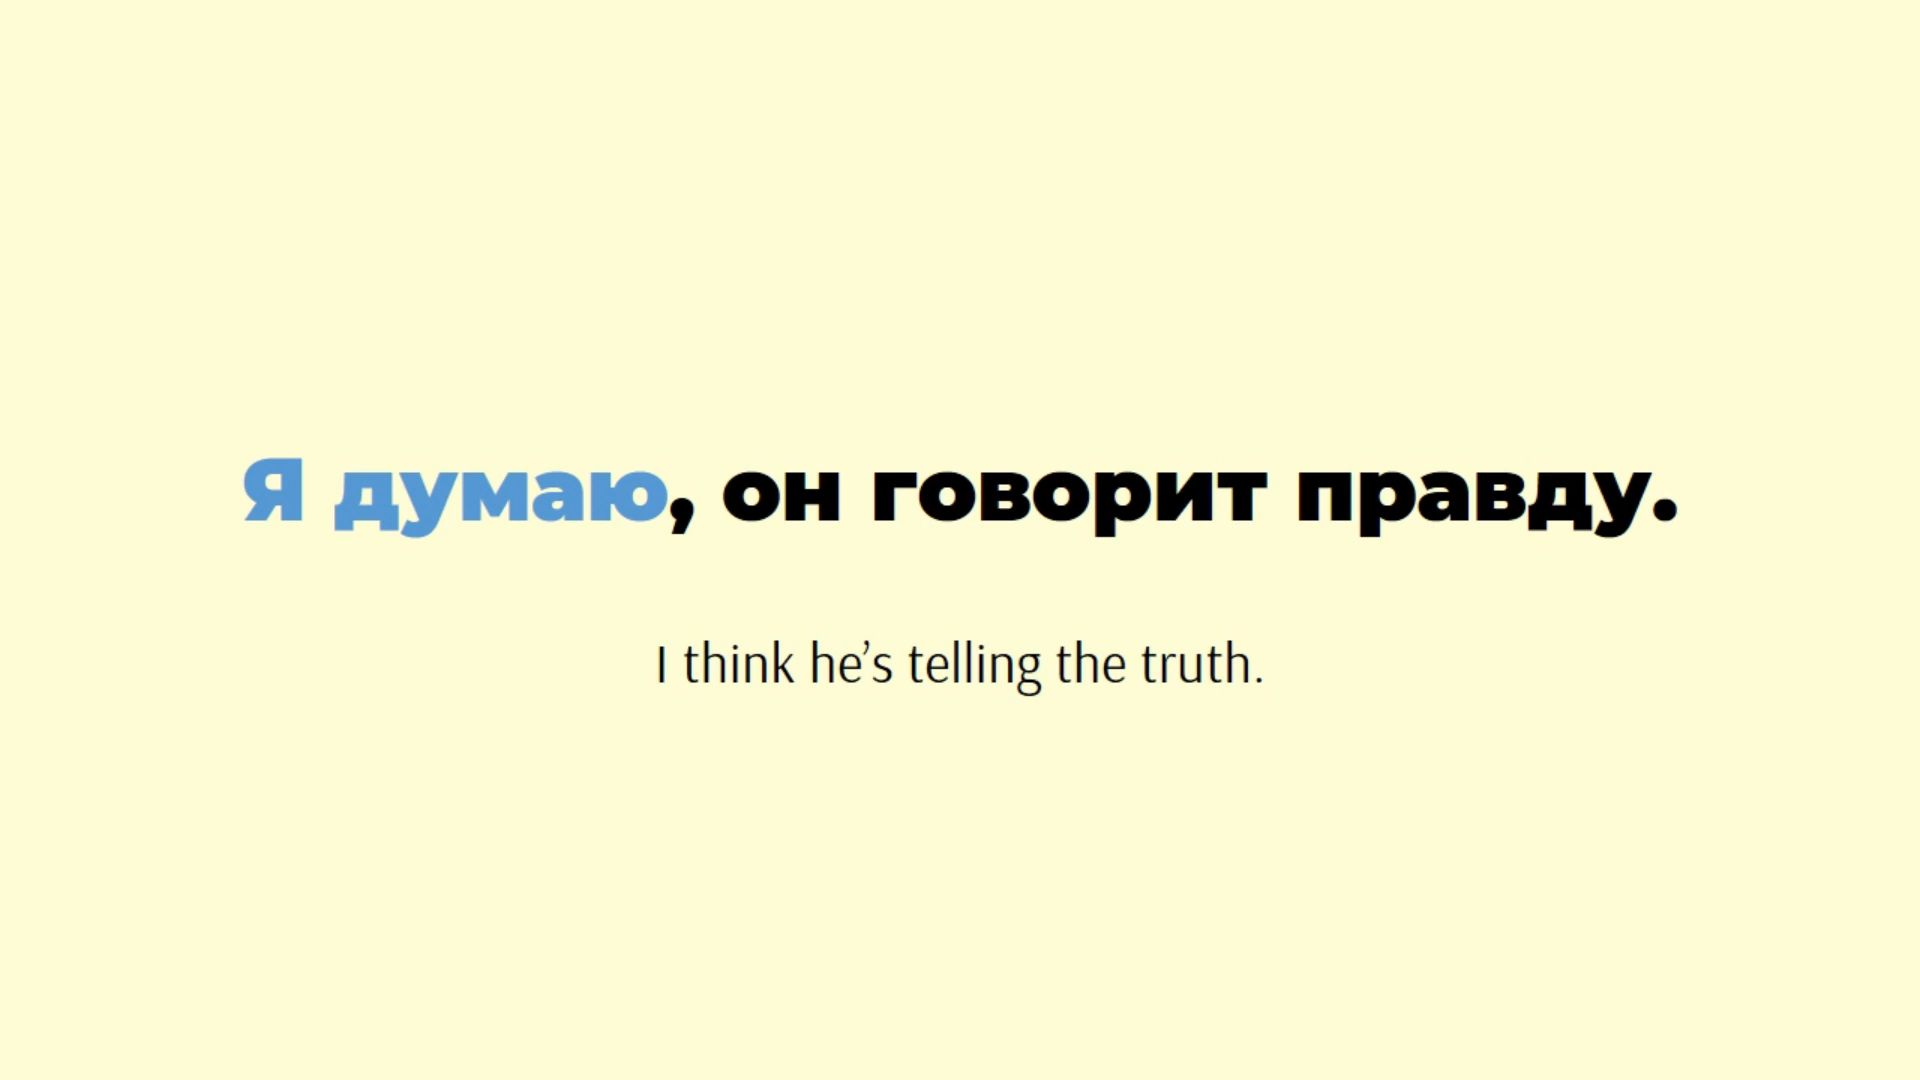 Я думаю, он говорит правду.
I think he’s telling the truth.